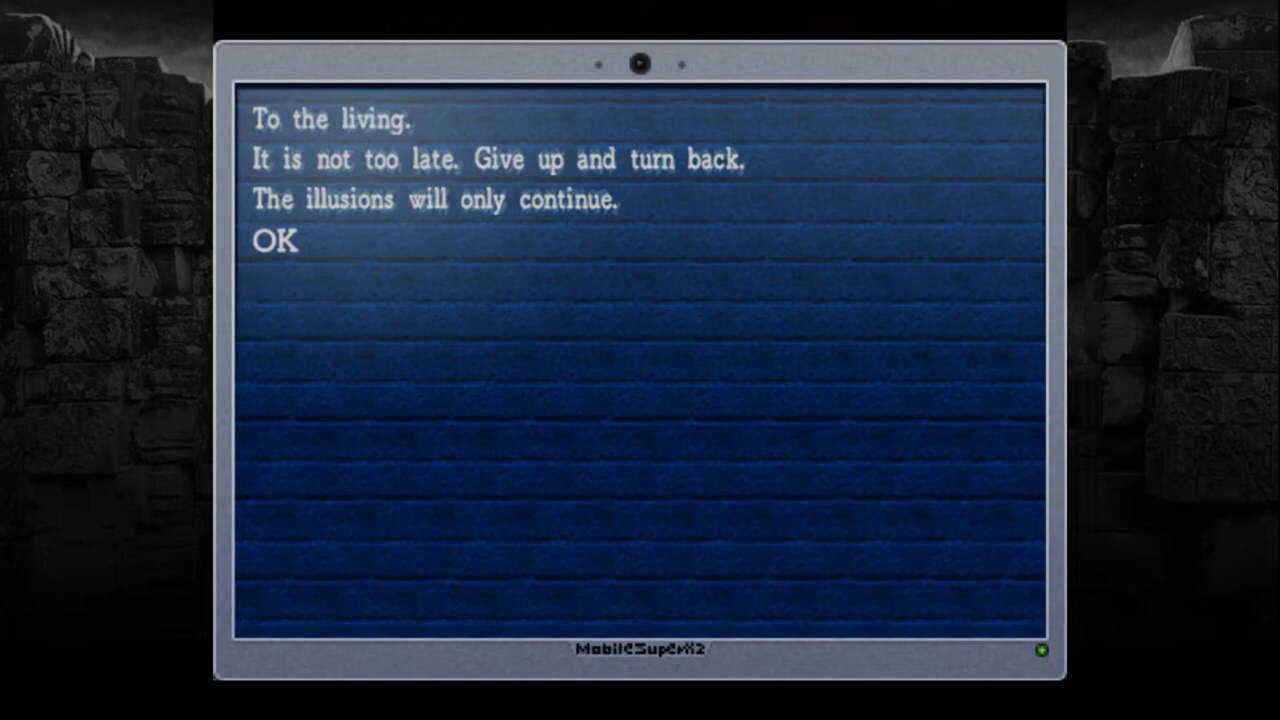 To the living.
It is not too late. Give up and turn back.
The illusions will only continue.
OK
MobileSuperX2